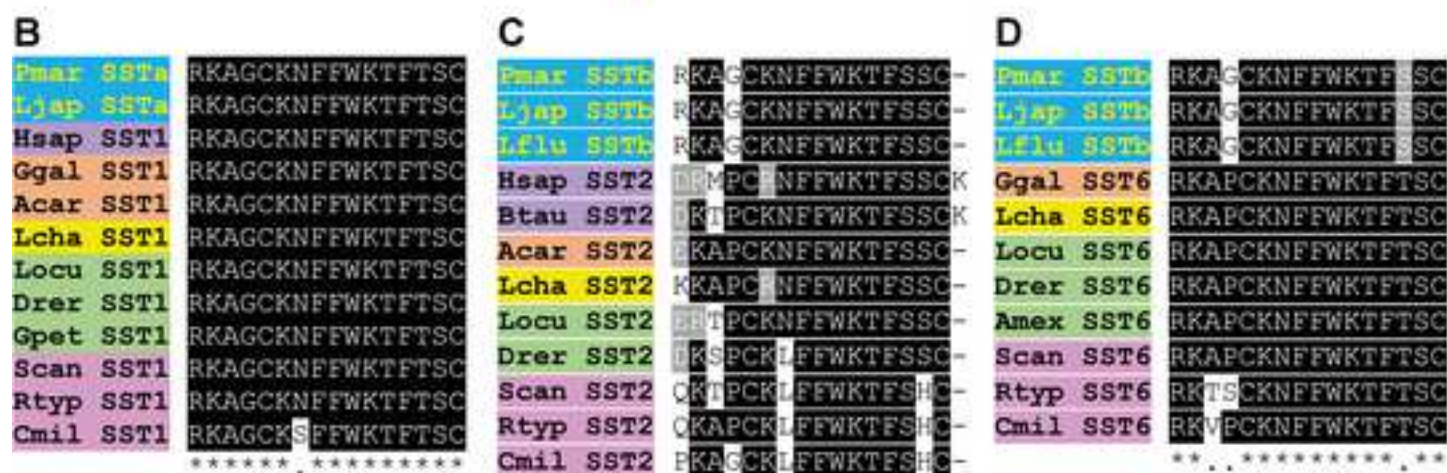 B
Pmar SSTa RKAGCKNFFWKTFTSC
Ljap SSTa RKAGCKNFFWKTFTSC
Hsap SST1 RKAGCKNFFWKTFTSC
Ggal SST1 RKAGCKNFFWKTFTSC
Acar SST1 RKAGCKNFFWKTFTSC
Lcha SST1 RKAGCKNFFWKTFTSC
Locu SST1 RKAGCKNFFWKTFTSC
Drer SST1 RKAGCKNFFWKTFTSC
Gpet SST1 RKAGCKNFFWKTFTSC
Scan SST1 RKAGCKNFFWKTFTSC
Rtyp SST1 RKAGCKNFFWKTFTSC
Cmil SST1 RKAGCKSFFWKTFTSC
******.*********
C
Pmar SSTb RKAGCKNFFWKTFSSC-
Ljap SSTb RKAGCKNFFWKTFSSC-
Lflu SSTb RKAGCKNFFWKTFSSC-
Hsap SST2 DRMPCRNFFWKTFSSCK
Btau SST2 DKTPCKNFFWKTFSSCK
Acar SST2
Lcha SST2 KKAPCRNFFWKTFSSC-
Locu SST2
Drer SST2 DKSPCKLFFWKTFSSC-
Scan SST2 QKTPCKLFFWKTFSHC-
Rtyp SST2 QKAPCKLFFWKTFSHC-
Cmil SST2 PKAGCKLFFWKTFSHC-
D
Pmar SSTb RKAGCKNFFWKTFSSC
Ljap SSTb RKAGCKNFFWKTFSSC
Lflu SSTb RKAGCKNFFWKTFSSC
Ggal SST6 RKAPCKNFFWKTFTSC
Lcha SST6 RKAPCKNFFWKTFTSC
Locu SST6 RKAPCKNFFWKTFTSC
Drer SST6 RKAPCKNFFWKTFTSC
Amex SST6 RKAPCKNFFWKTFTSC
Scan SST6 RKAPCKNFFWKTFTSC
Rtyp SST6 RKTSCKNFFWKTFTSC
Cmil SST6 RKVPCKNFFWKTFTSC
**..*********.**